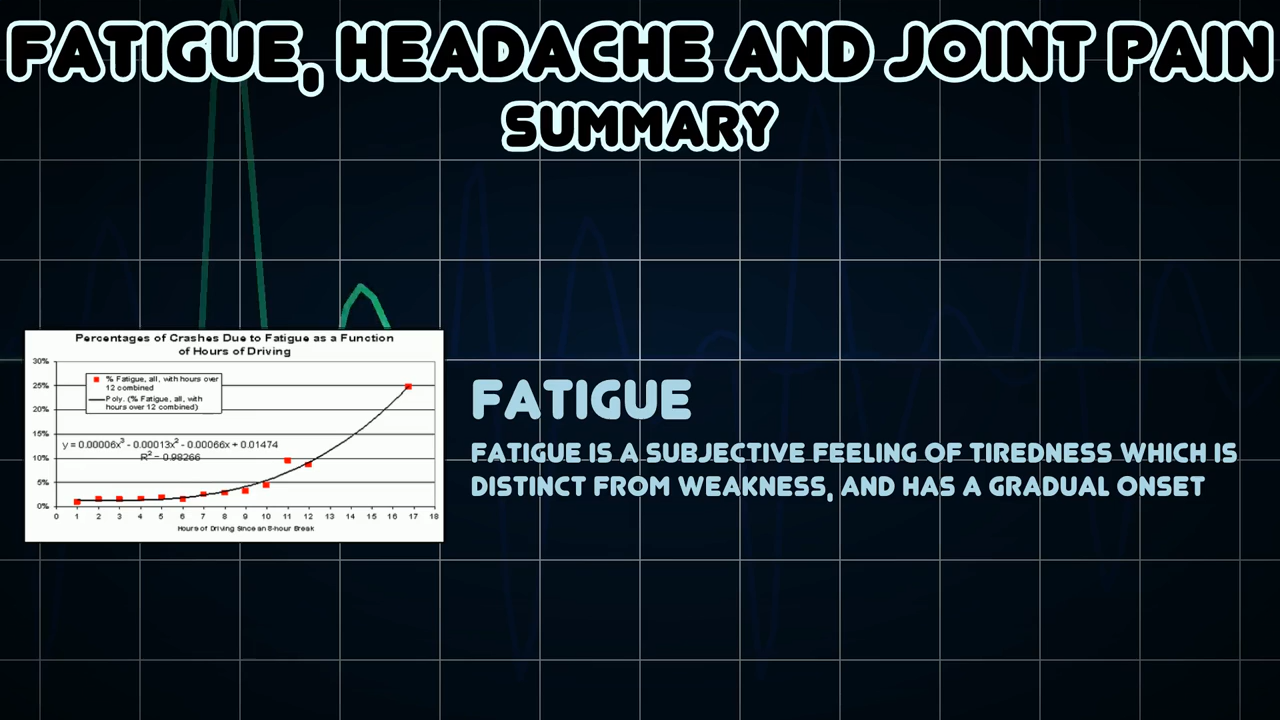 FATIGUE, HEADACHE AND JOINT PAIN
SUMMARY
Percentages of Crashes Due to Fatigue as a Function
of Hours of Driving
30%
25%
20%
15%
10%
5%
0%
% Fatigue, all, with hours over
12 combined
Poly. (% Fatigue, all, with
hours over 12 combined)
y = 0.00006x³ - 0.00013x² - 0.00066x + 0.01474
R² = 0.98266
0 1 2 3 4 5 6 7 8 9 10 11 12 13 14 15 16 17 18
Hours of Driving Since an 8-hour Break
FATIGUE
FATIGUE IS A SUBJECTIVE FEELING OF TIREDNESS WHICH IS
DISTINCT FROM WEAKNESS, AND HAS A GRADUAL ONSET